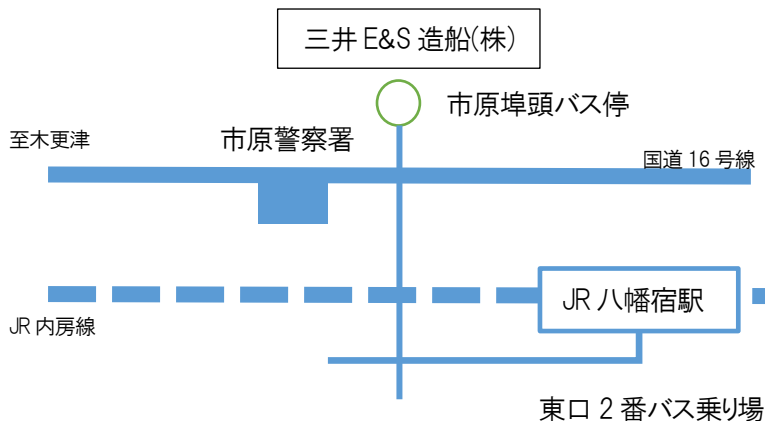 三井 E&S 造船(株)
市原埠頭バス停
至木更津
市原警察署
国道 16 号線
JR 八幡宿駅
JR 内房線
東口 2 番バス乗り場